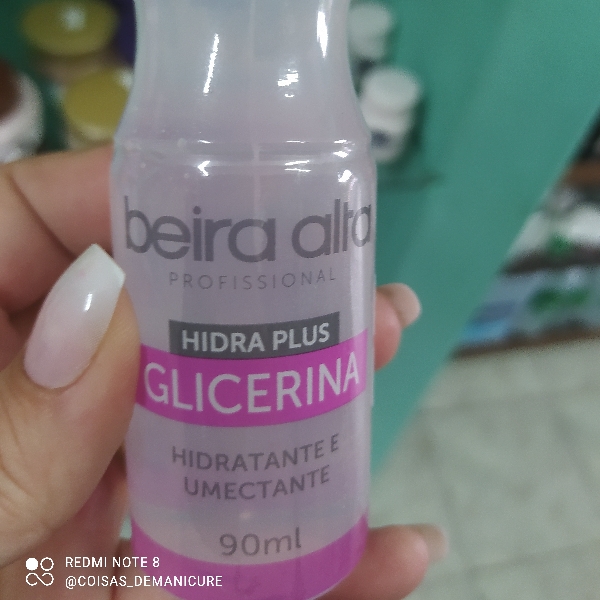 beira alta
PROFISSIONAL
HIDRA PLUS
GLICERINA
HIDRATANTE E
UMECTANTE
90ml
REDMI NOTE 8
@COISAS_DEMANICURE